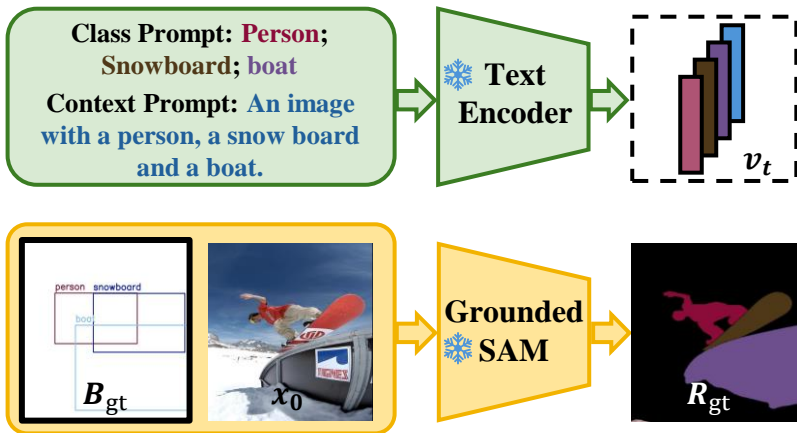 Class Prompt: Person;
Snowboard; boat
Context Prompt: An image
with a person, a snow board
and a boat.
Text
Encoder
v_t
person snowboard
boat
B_gt
x_0
Grounded
SAM
R_gt